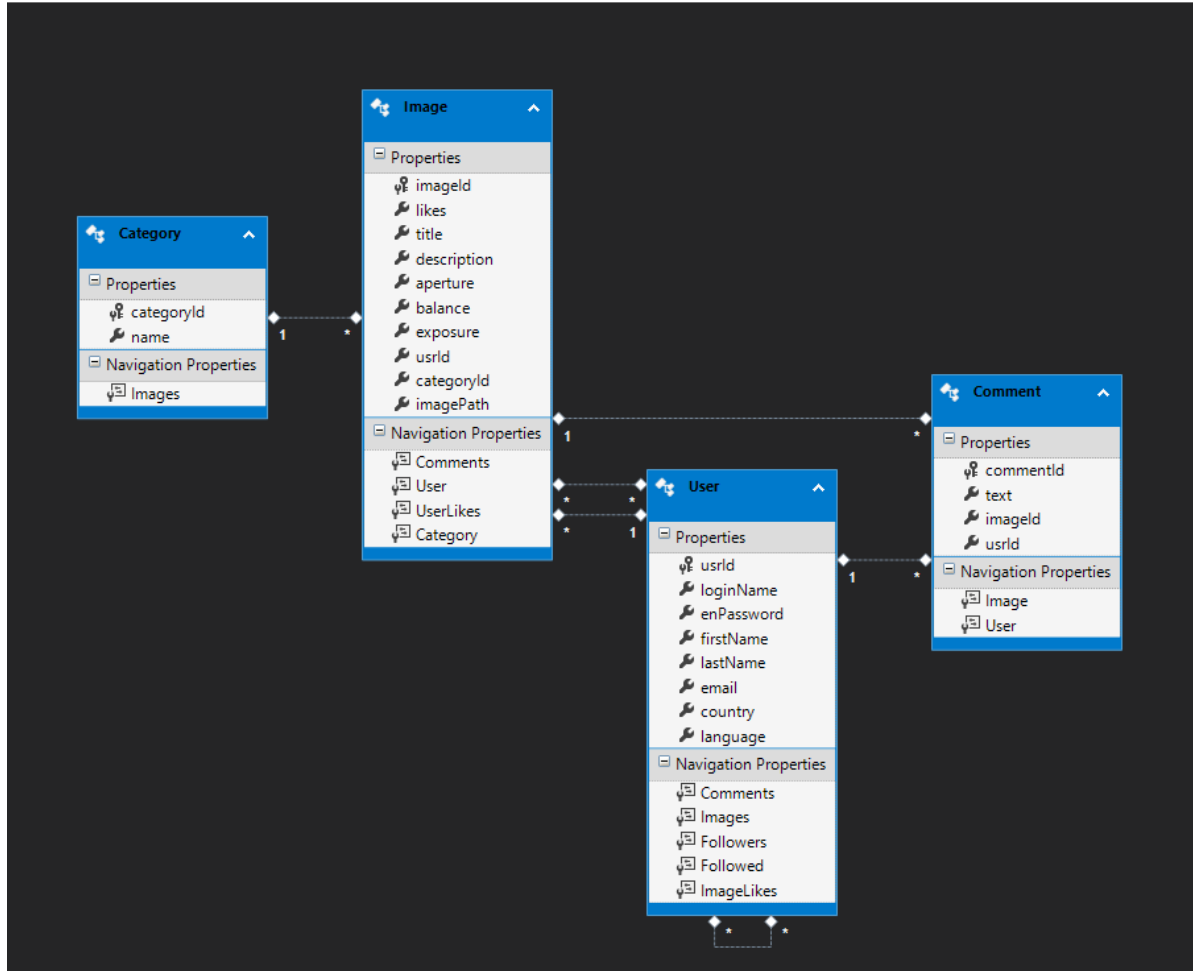 Category
Properties
categoryId
name
Navigation Properties
Images
1
*
Image
Properties
imageId
likes
title
description
aperture
balance
exposure
usrId
categoryId
imagePath
Navigation Properties
Comments
User
UserLikes
Category
1
*
*
*
*
1
User
Properties
usrId
loginName
enPassword
firstName
lastName
email
country
language
Navigation Properties
Comments
Images
Followers
Followed
ImageLikes
*
*
1
*
Comment
Properties
commentId
text
imageId
usrId
Navigation Properties
Image
User